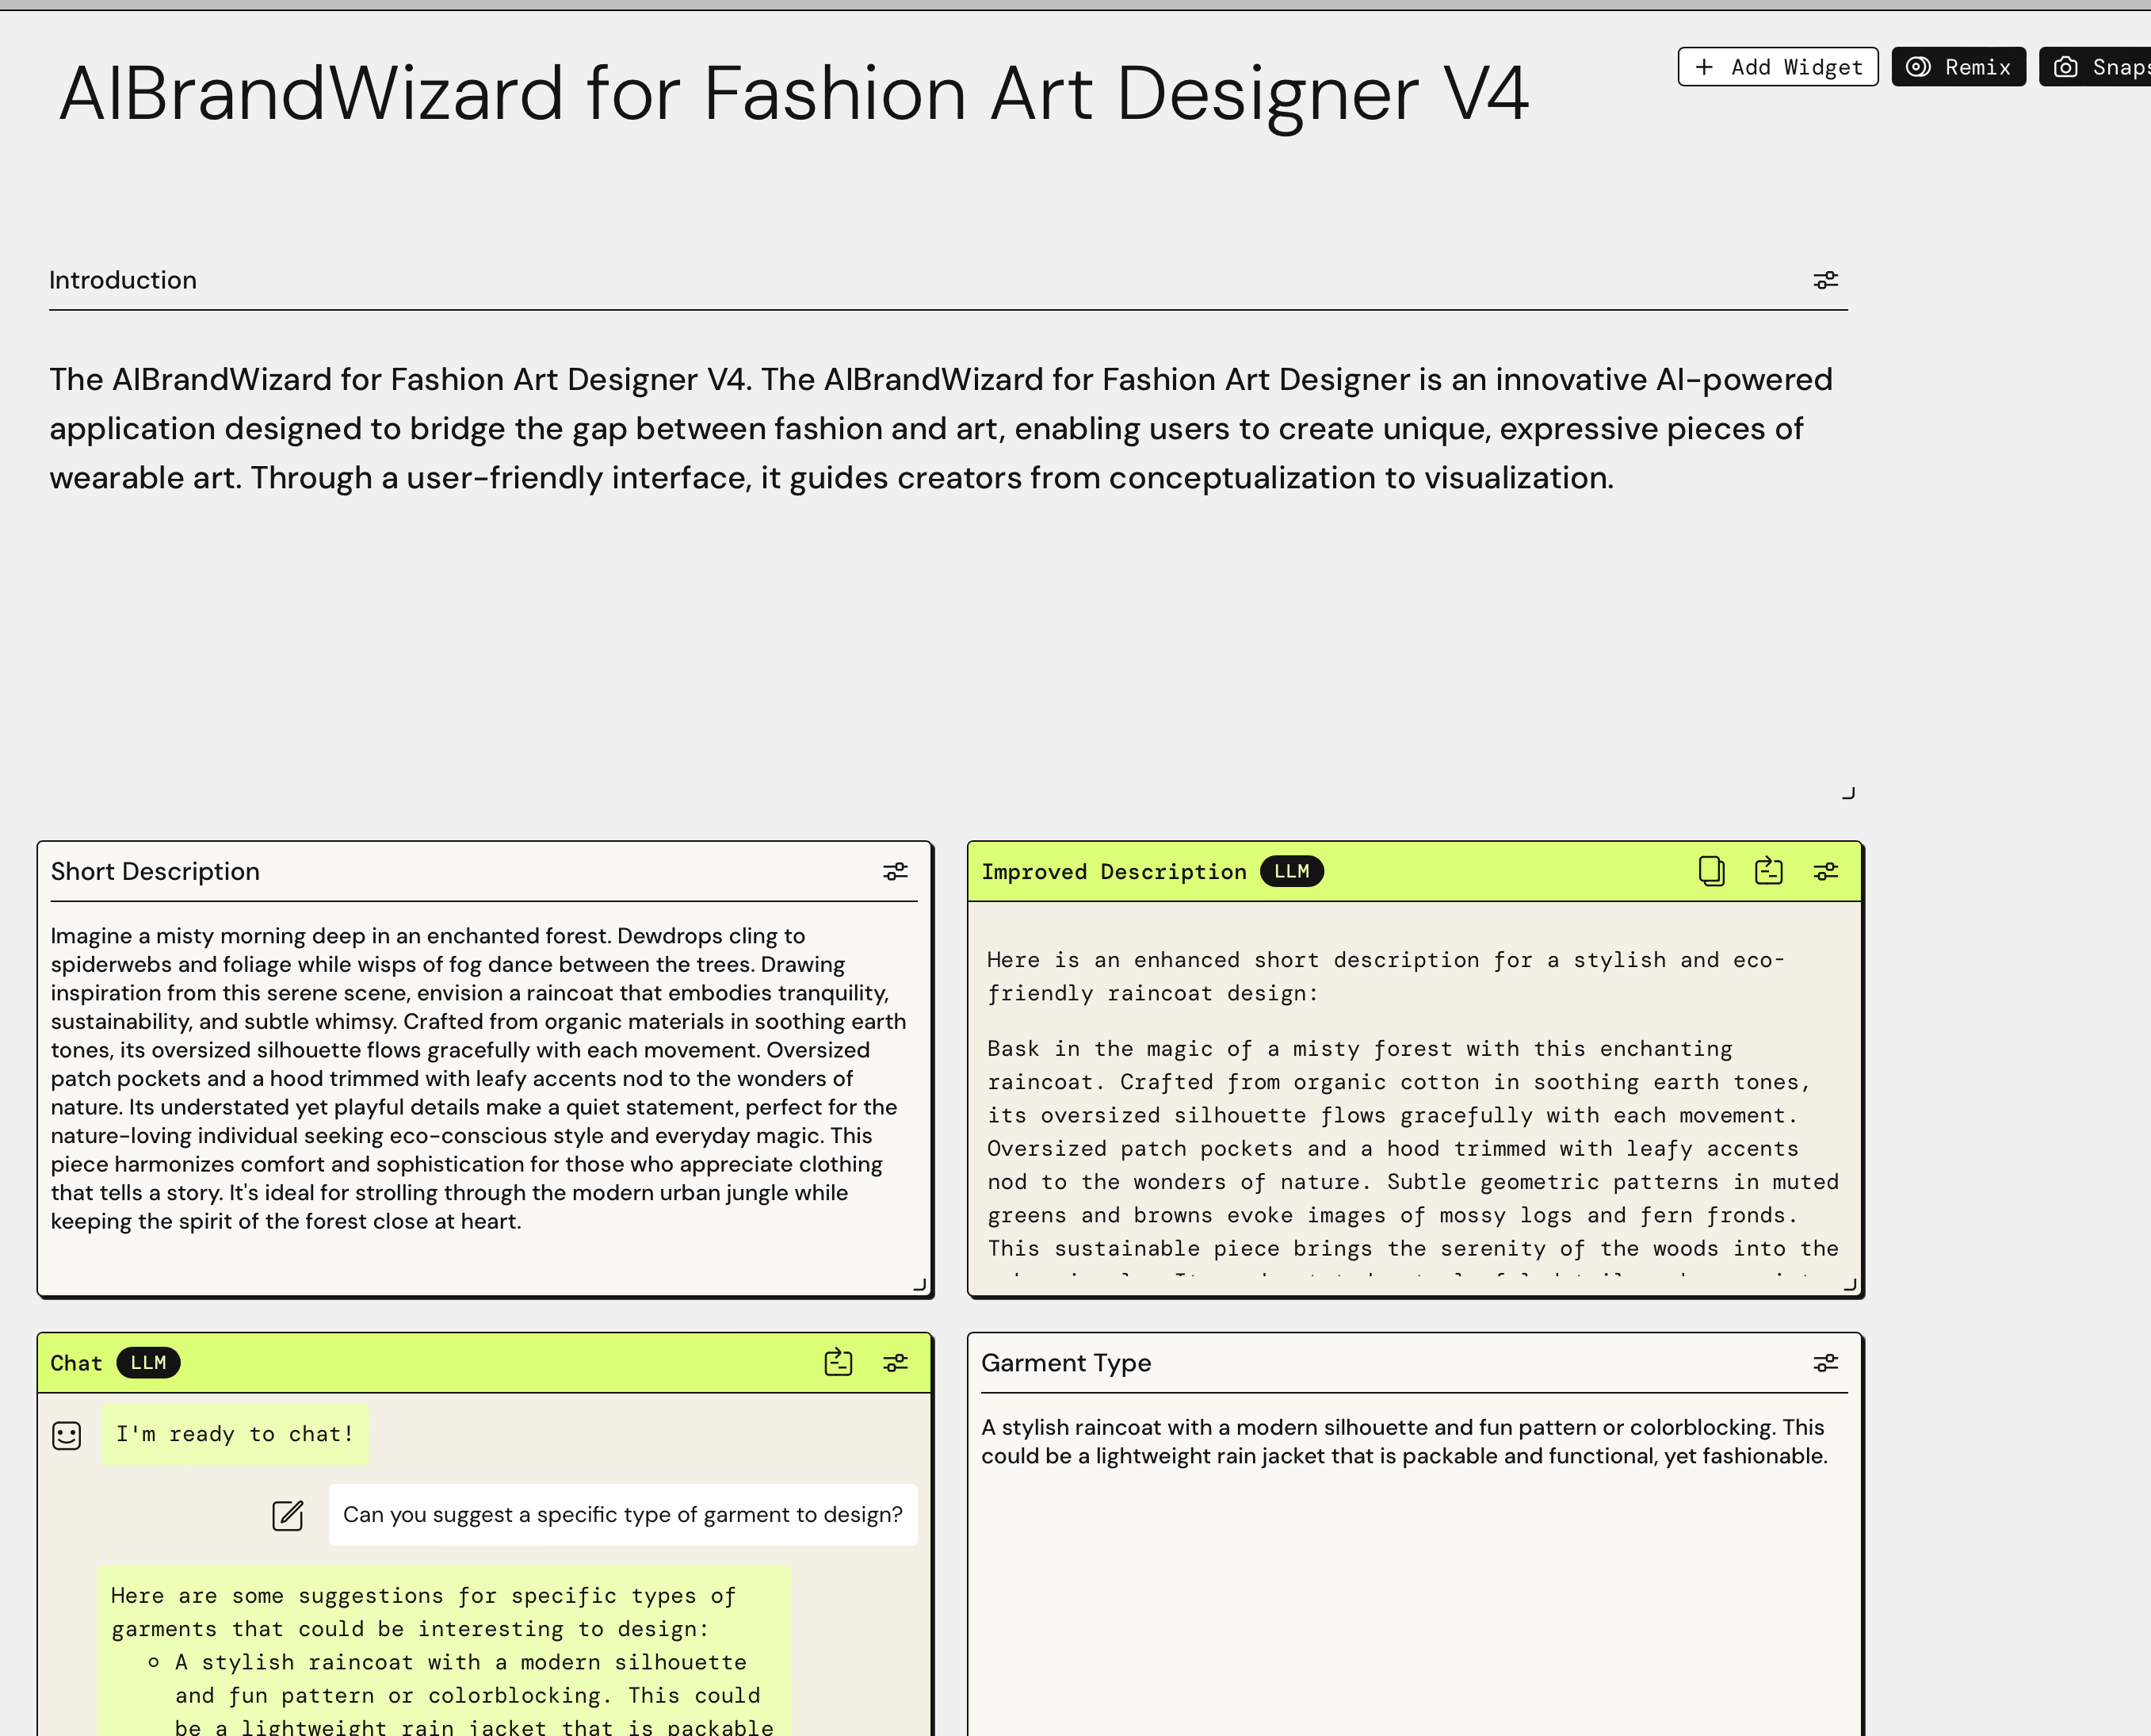 AIBrandWizard for Fashion Art Designer V4
Add Widget
Remix
Introduction
The AIBrandWizard for Fashion Art Designer V4. The AIBrandWizard for Fashion Art Designer is an innovative AI-powered
application designed to bridge the gap between fashion and art, enabling users to create unique, expressive pieces of
wearable art. Through a user-friendly interface, it guides creators from conceptualization to visualization.
Short Description
Imagine a misty morning deep in an enchanted forest. Dewdrops cling to
spiderwebs and foliage while wisps of fog dance between the trees. Drawing
inspiration from this serene scene, envision a raincoat that embodies tranquility,
sustainability, and subtle whimsy. Crafted from organic materials in soothing earth
tones, its oversized silhouette flows gracefully with each movement. Oversized
patch pockets and a hood trimmed with leafy accents nod to the wonders of
nature. Its understated yet playful details make a quiet statement, perfect for the
nature-loving individual seeking eco-conscious style and everyday magic. This
piece harmonizes comfort and sophistication for those who appreciate clothing
that tells a story. It's ideal for strolling through the modern urban jungle while
keeping the spirit of the forest close at heart.
Improved Description LLM
Here is an enhanced short description for a stylish and eco-
friendly raincoat design:
Bask in the magic of a misty forest with this enchanting
raincoat. Crafted from organic cotton in soothing earth tones,
its oversized silhouette flows gracefully with each movement.
Oversized patch pockets and a hood trimmed with leafy accents
nod to the wonders of nature. Subtle geometric patterns in muted
greens and browns evoke images of mossy logs and fern fronds.
This sustainable piece brings the serenity of the woods into the
Chat LLM
I'm ready to chat!
Can you suggest a specific type of garment to design?
Here are some suggestions for specific types of
garments that could be interesting to design:
A stylish raincoat with a modern silhouette
and fun pattern or colorblocking. This could
be a lightweight rain jacket that is packable
Garment Type
A stylish raincoat with a modern silhouette and fun pattern or colorblocking. This
could be a lightweight rain jacket that is packable and functional, yet fashionable.